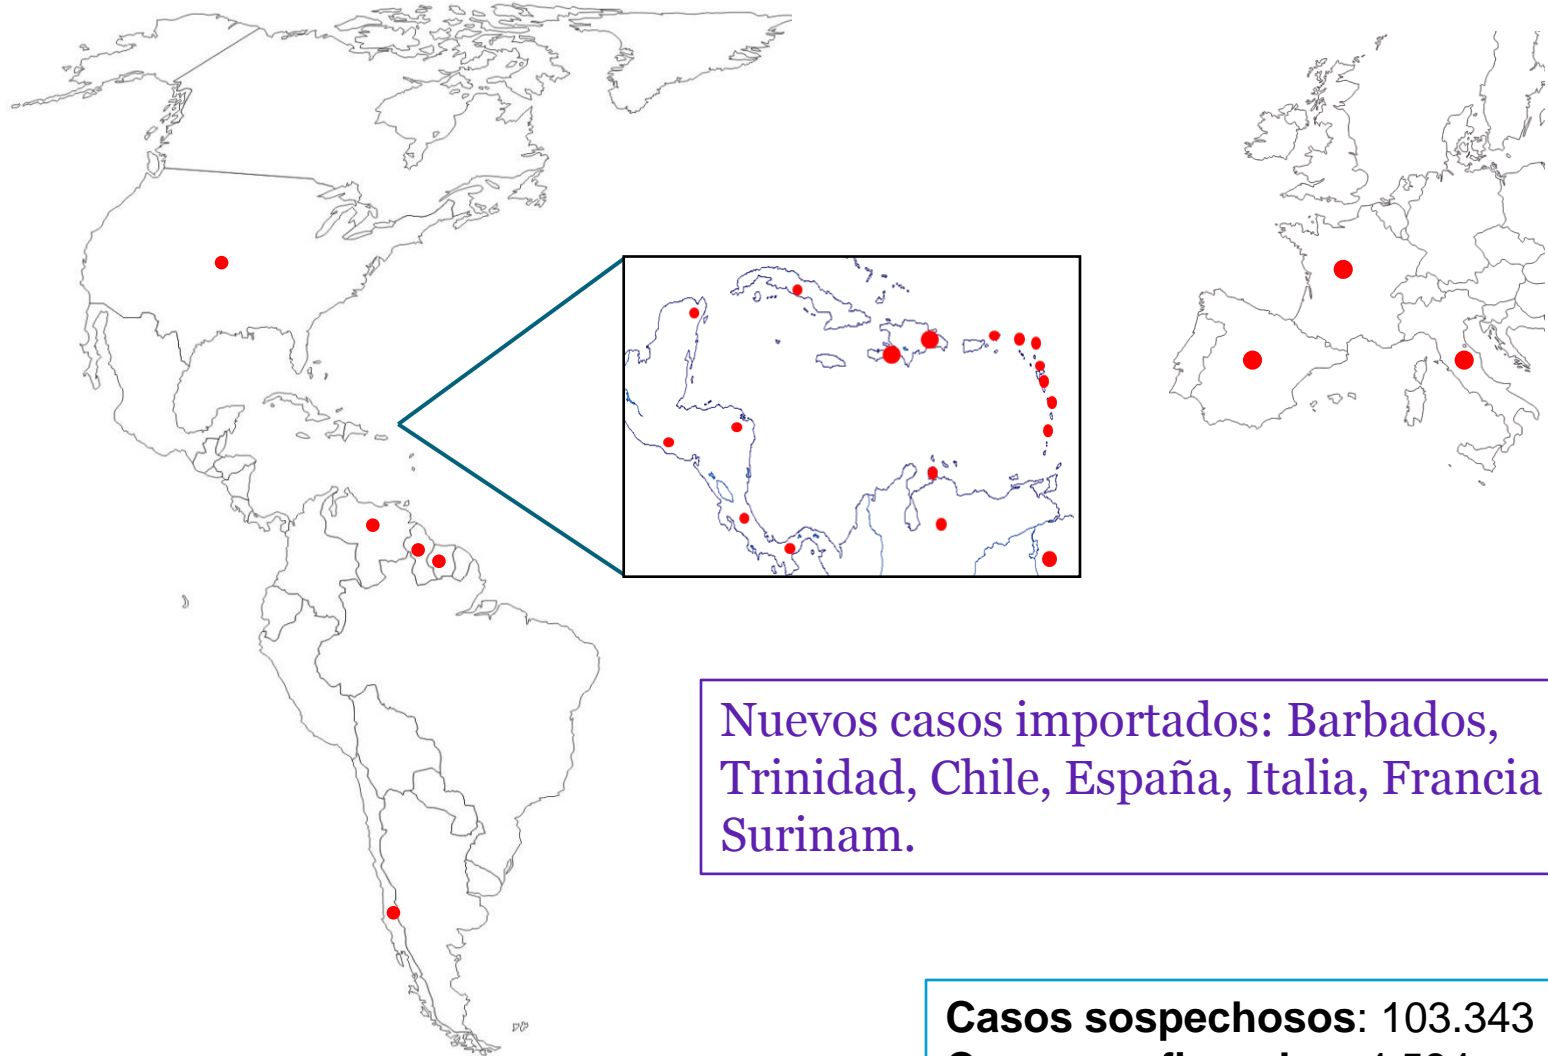 Nuevos casos importados: Barbados,
Trinidad, Chile, España, Italia, Francia
Surinam.
Casos sospechosos: 103.343